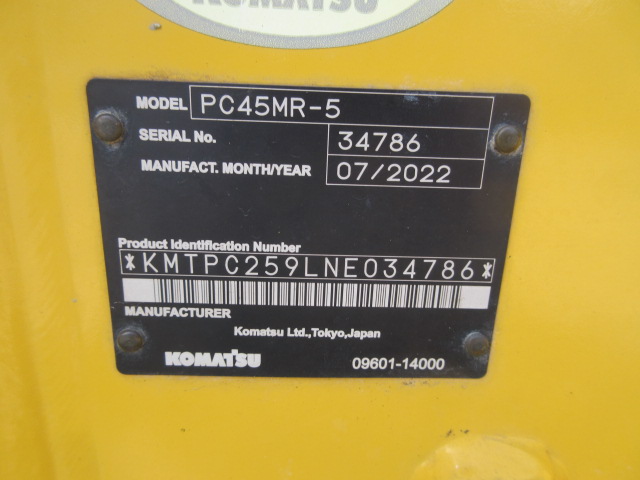 KOMATSU
MODEL PC45MR-5
SERIAL No. 34786
MANUFACT. MONTH/YEAR 07/2022
Product Identification Number
*KMTPC259LNE034786*
MANUFACTURER
Komatsu Ltd.,Tokyo,Japan
KOMATSU 09601-14000